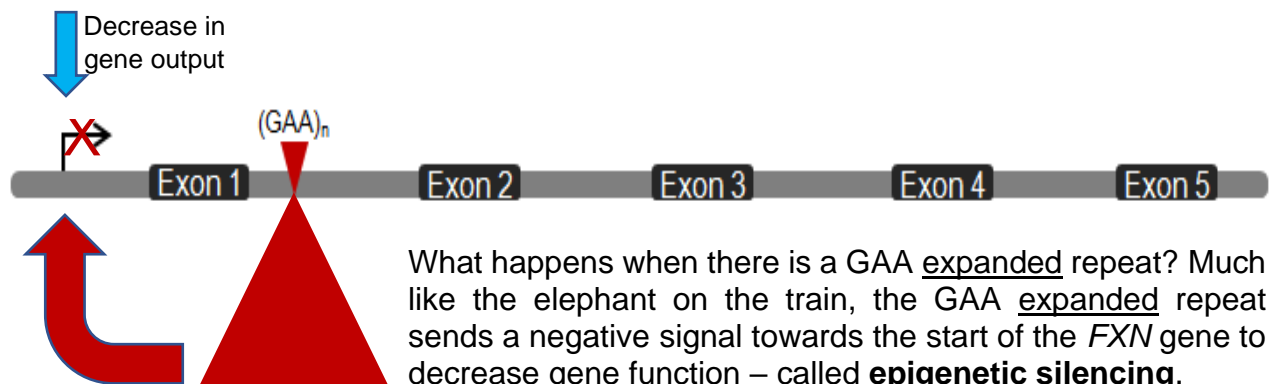 Decrease in
gene output
X
(GAA)n
Exon 1 Exon 2 Exon 3 Exon 4 Exon 5
What happens when there is a GAA expanded repeat? Much
like the elephant on the train, the GAA expanded repeat
sends a negative signal towards the start of the FXN gene to
decrease gene function – called epigenetic silencing.